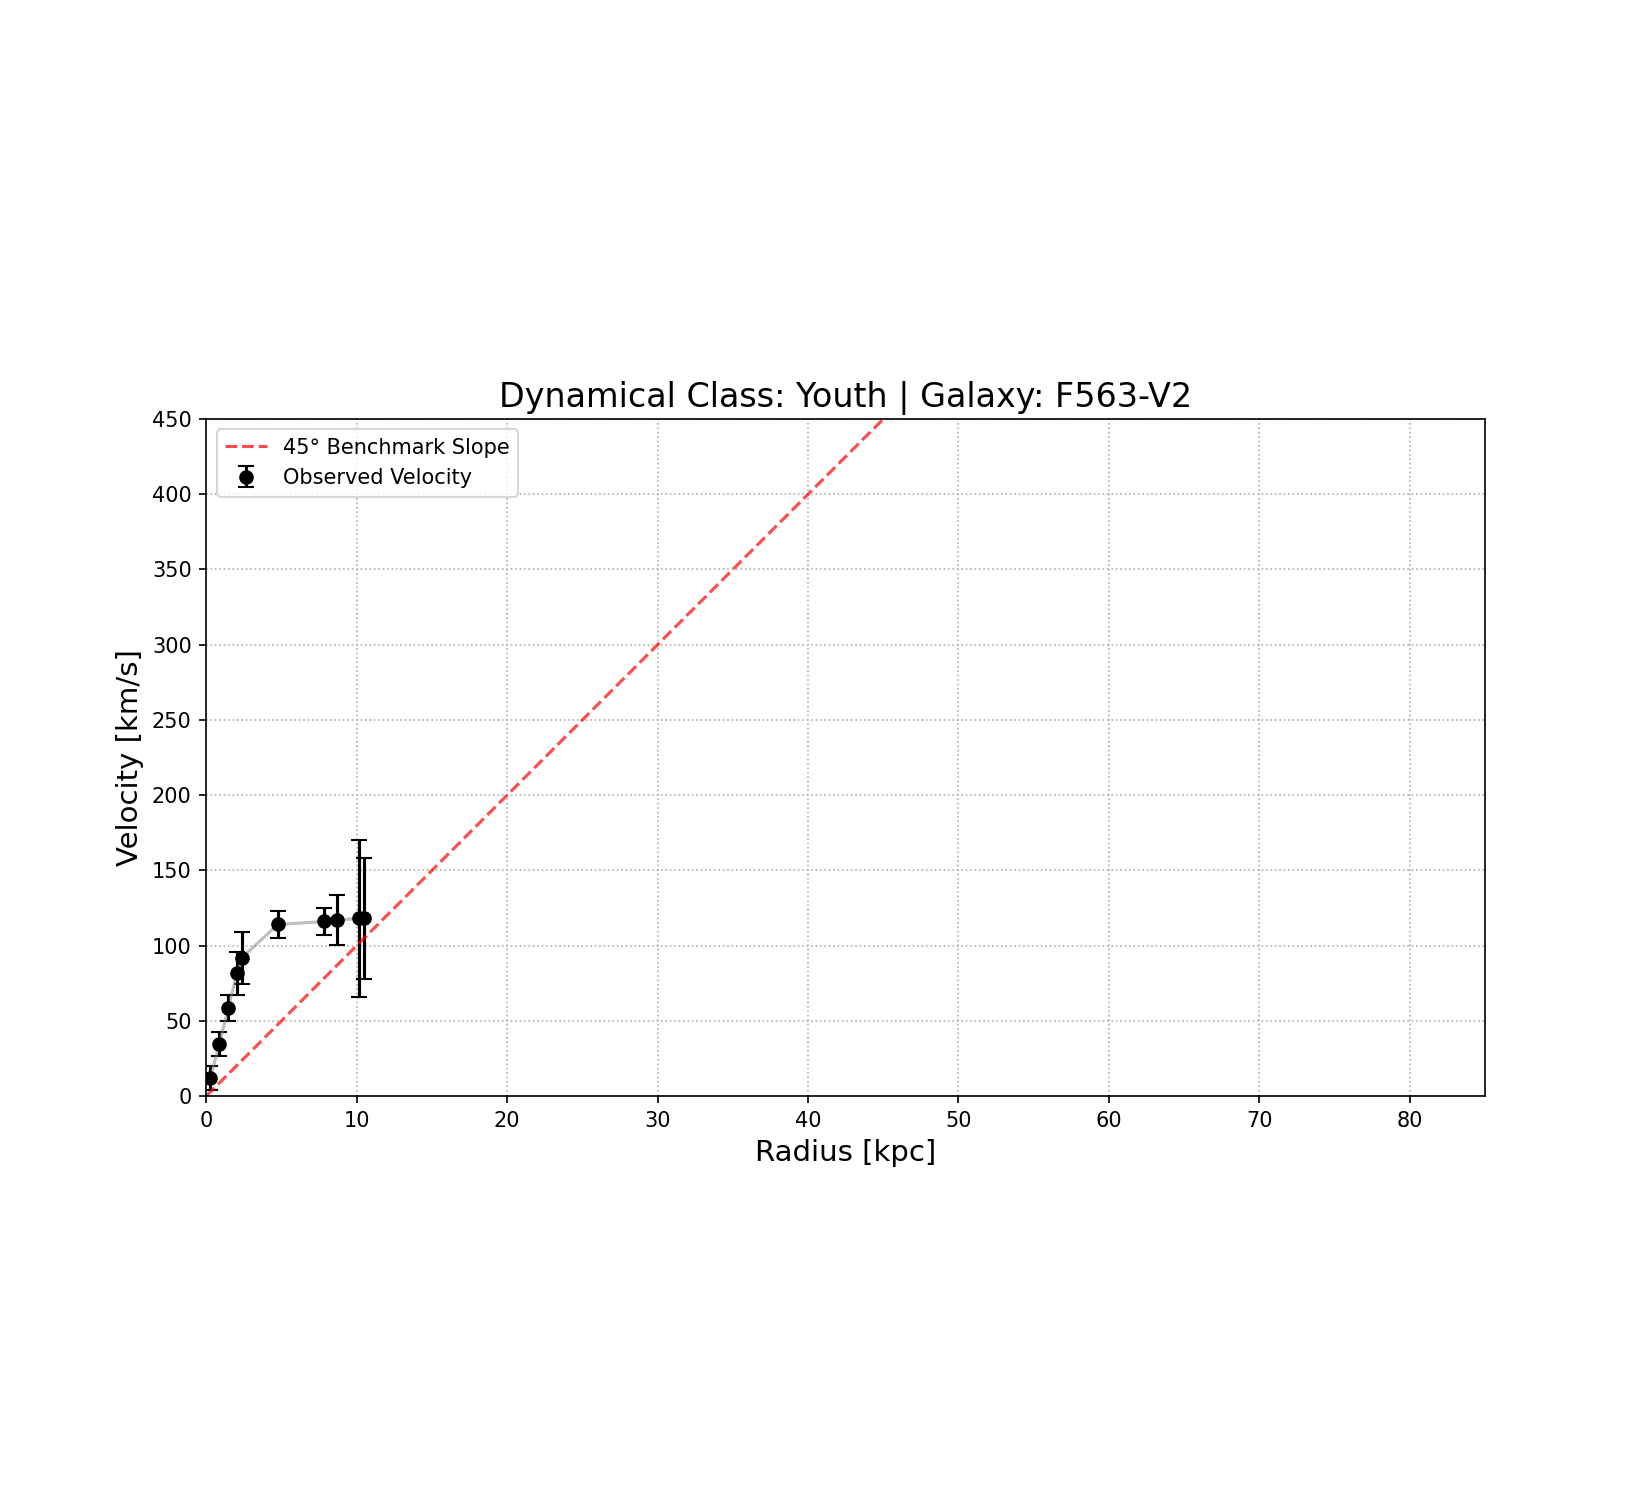 Dynamical Class: Youth | Galaxy: F563-V2
45° Benchmark Slope
Observed Velocity
Velocity [km/s]
450
400
350
300
250
200
150
100
50
0
0 10 20 30 40 50 60 70 80
Radius [kpc]